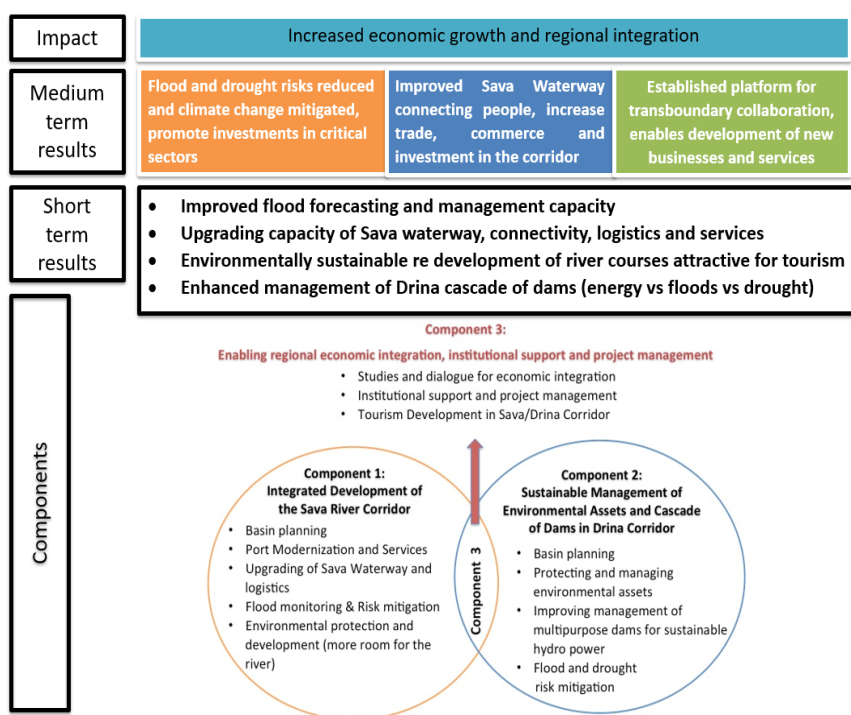 Impact
Increased economic growth and regional integration
Medium
term
results
Flood and drought risks reduced
and climate change mitigated,
promote investments in critical
sectors
Improved Sava Waterway
connecting people, increase
trade, commerce and
investment in the corridor
Established platform for
transboundary collaboration,
enables development of new
businesses and services
Short
term
results
• Improved flood forecasting and management capacity
• Upgrading capacity of Sava waterway, connectivity, logistics and services
• Environmentally sustainable re development of river courses attractive for tourism
• Enhanced management of Drina cascade of dams (energy vs floods vs drought)
Components
Component 3:
Enabling regional economic integration, institutional support and project management
• Studies and dialogue for economic integration
• Institutional support and project management
• Tourism Development in Sava/Drina Corridor
Component 1:
Integrated Development of
the Sava River Corridor
• Basin planning
• Port Modernization and Services
• Upgrading of Sava Waterway and
logistics
• Flood monitoring & Risk mitigation
• Environmental protection and
development (more room for the
river)
Component 3
Component 2:
Sustainable Management of
Environmental Assets and Cascade
of Dams in Drina Corridor
• Basin planning
• Protecting and managing
environmental assets
• Improving management of
multipurpose dams for sustainable
hydro power
• Flood and drought
risk mitigation